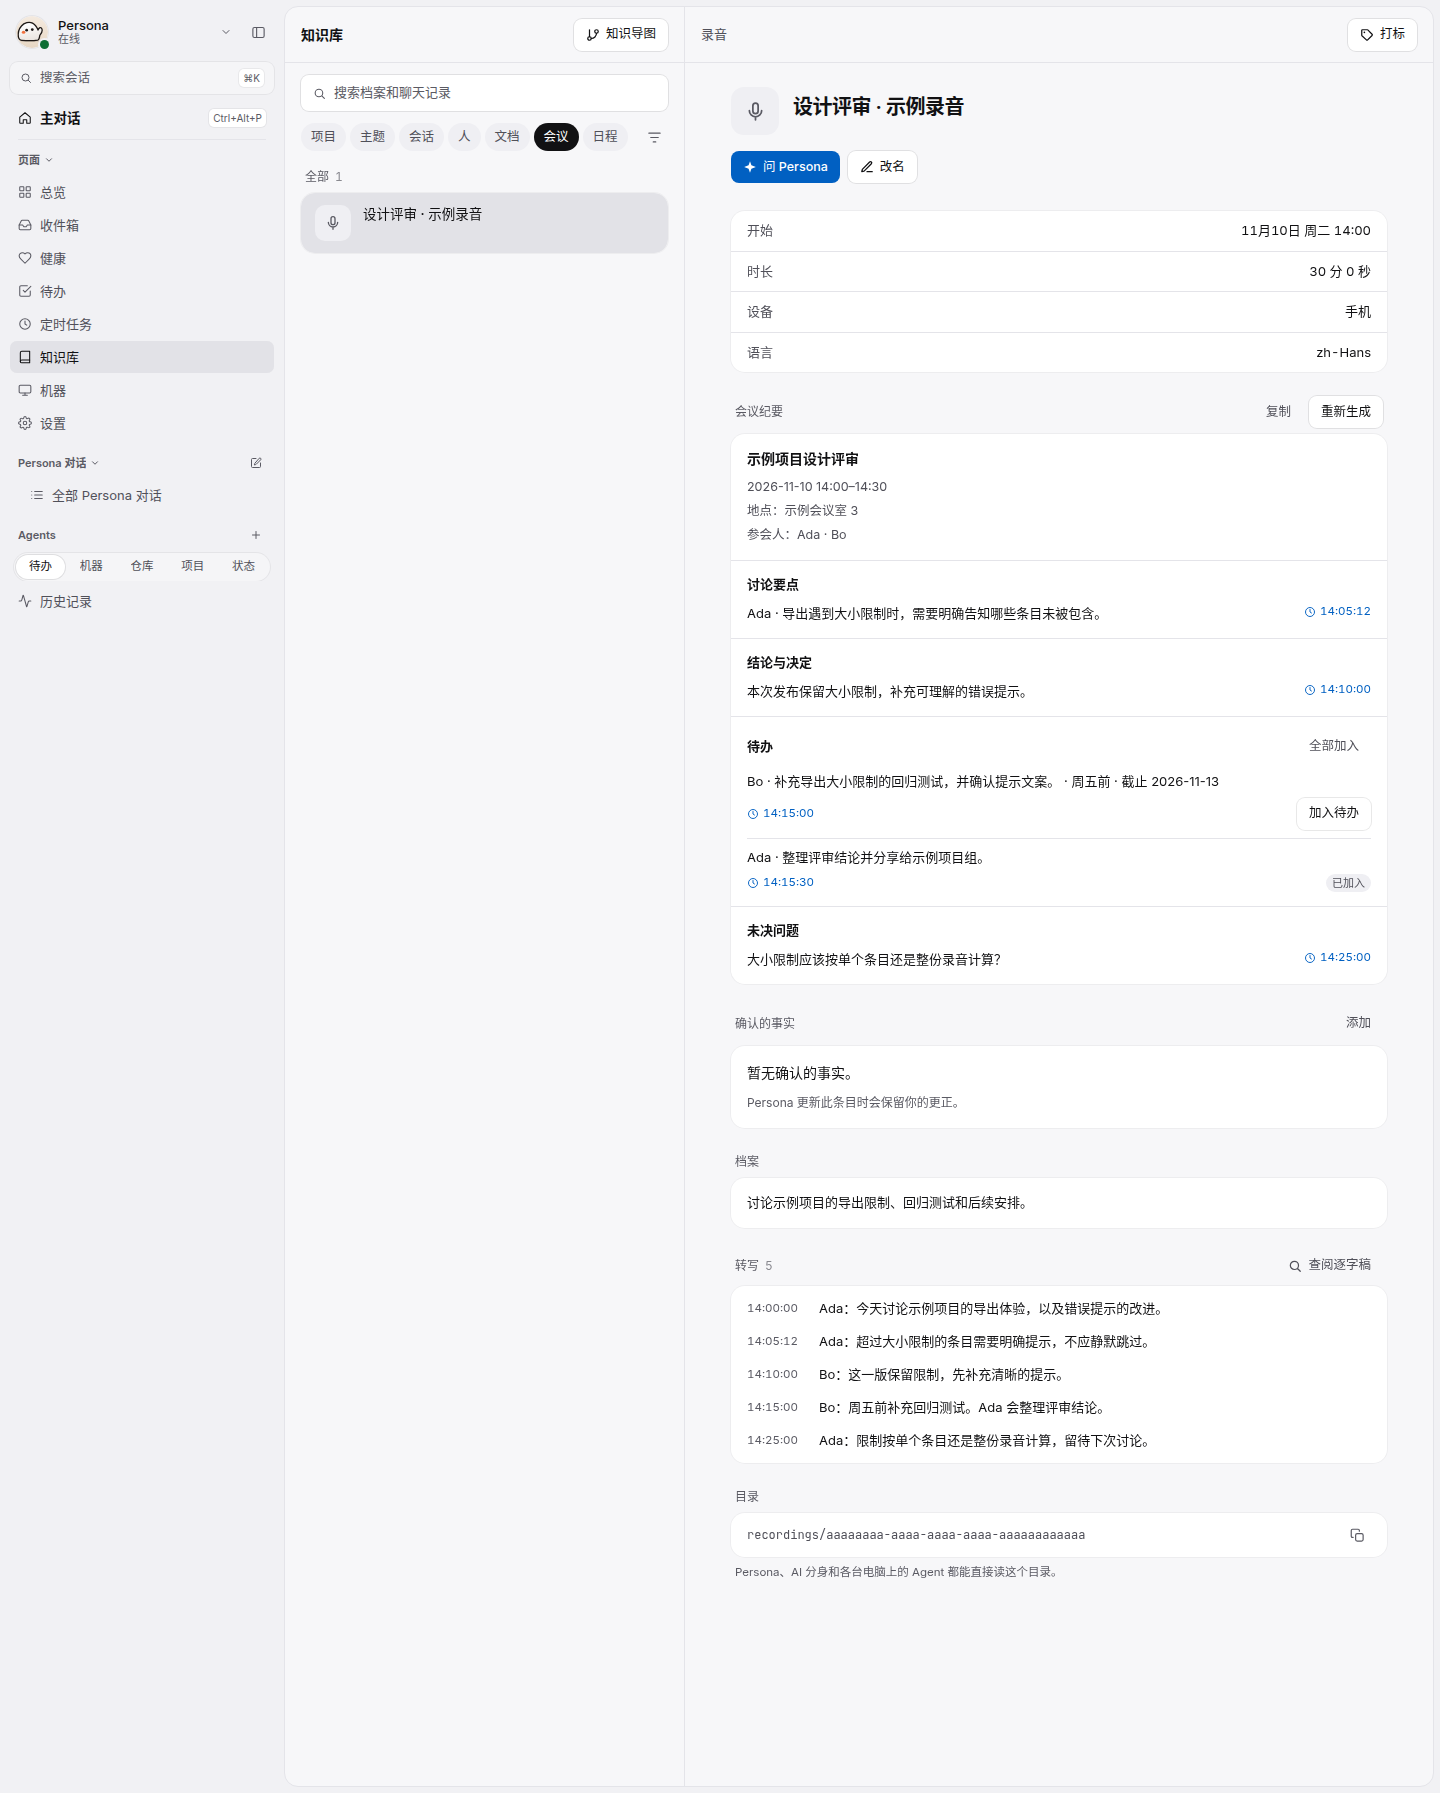 Persona
在线
搜索会话 ⌘K
主对话 Ctrl+Alt+P
页面
总览
收件箱
健康
待办
定时任务
知识库
机器
设置
Persona 对话
全部 Persona 对话
Agents
待办 机器 仓库 项目 状态
历史记录
知识库 知识导图
搜索档案和聊天记录
项目 主题 会话 人 文档 会议 日程
全部 1
设计评审 · 示例录音
录音 打标
设计评审 · 示例录音
问 Persona 改名
开始 11月10日 周二 14:00
时长 30 分 0 秒
设备 手机
语言 zh-Hans
会议纪要 复制 重新生成
示例项目设计评审
2026-11-10 14:00–14:30
地点：示例会议室 3
参会人：Ada · Bo
讨论要点
Ada · 导出遇到大小限制时，需要明确告知哪些条目未被包含。 14:05:12
结论与决定
本次发布保留大小限制，补充可理解的错误提示。 14:10:00
待办 全部加入
Bo · 补充导出大小限制的回归测试，并确认提示文案。 · 周五前 · 截止 2026-11-13
14:15:00 加入待办
Ada · 整理评审结论并分享给示例项目组。
14:15:30 已加入
未决问题
大小限制应该按单个条目还是整份录音计算？ 14:25:00
确认的事实 添加
暂无确认的事实。
Persona 更新此条目时会保留你的更正。
档案
讨论示例项目的导出限制、回归测试和后续安排。
转写 5 查阅逐字稿
14:00:00 Ada：今天讨论示例项目的导出体验，以及错误提示的改进。
14:05:12 Ada：超过大小限制的条目需要明确提示，不应静默跳过。
14:10:00 Bo：这一版保留限制，先补充清晰的提示。
14:15:00 Bo：周五前补充回归测试。Ada 会整理评审结论。
14:25:00 Ada：限制按单个条目还是整份录音计算，留待下次讨论。
目录
recordings/aaaaaaaa-aaaa-aaaa-aaaa-aaaaaaaaaaaa
Persona、AI 分身和各台电脑上的 Agent 都能直接读这个目录。